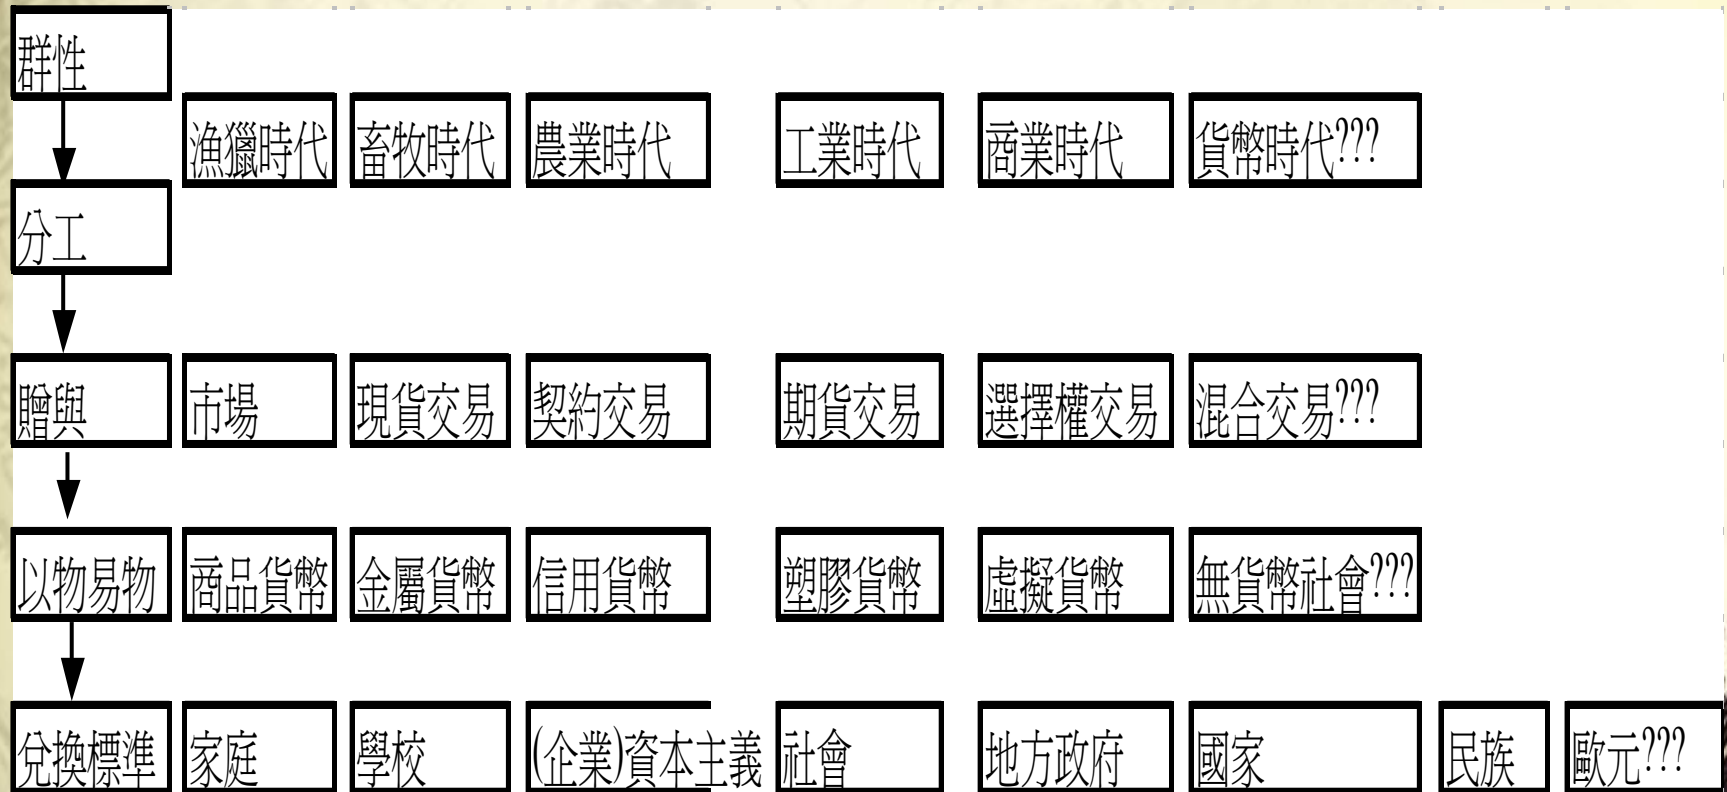 群性
漁獵時代 畜牧時代 農業時代 工業時代 商業時代 貨幣時代???
分工
贈與 市場 現貨交易 契約交易 期貨交易 選擇權交易 混合交易???
以物易物 商品貨幣 金屬貨幣 信用貨幣 塑膠貨幣 虛擬貨幣 無貨幣社會???
兌換標準 家庭 學校 (企業)資本主義 社會 地方政府 國家 民族 歐元???